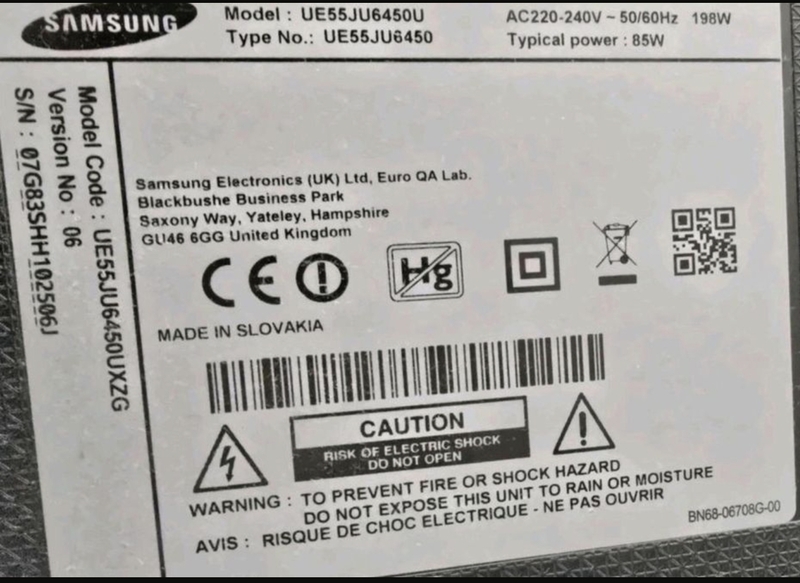 SAMSUNG
Model : UE55JU6450U
Type No.: UE55JU6450
AC220-240V ~ 50/60Hz 198W
Typical power : 85W
Model Code : UE55JU6450UXZG
Version No : 06
S/N : 07G83SHH102506J
Samsung Electronics (UK) Ltd, Euro QA Lab.
Blackbushe Business Park
Saxony Way, Yateley, Hampshire
GU46 6GG United Kingdom
CE
Hg
MADE IN SLOVAKIA
CAUTION
RISK OF ELECTRIC SHOCK
DO NOT OPEN
WARNING : TO PREVENT FIRE OR SHOCK HAZARD
DO NOT EXPOSE THIS UNIT TO RAIN OR MOISTURE
AVIS : RISQUE DE CHOC ELECTRIQUE - NE PAS OUVRIR
BN68-06708G-00